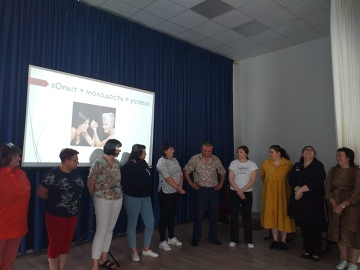 «Опыт + молодость = успех»